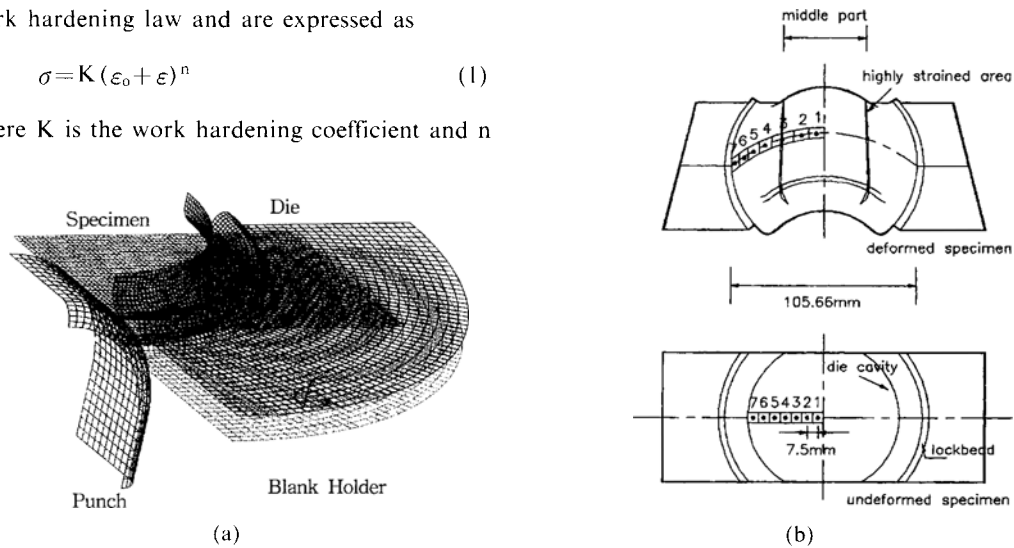 rk hardening law and are expressed as
σ=K(ε₀+ε)ⁿ (1)
ere K is the work hardening coefficient and n
Specimen
Die
Punch
Blank Holder
(a)
middle part
highly strained area
7 6 5 4 3 2 1
deformed specimen
105.66mm
die cavity
7 6 5 4 3 2 1
7.5mm
lockbead
undeformed specimen
(b)